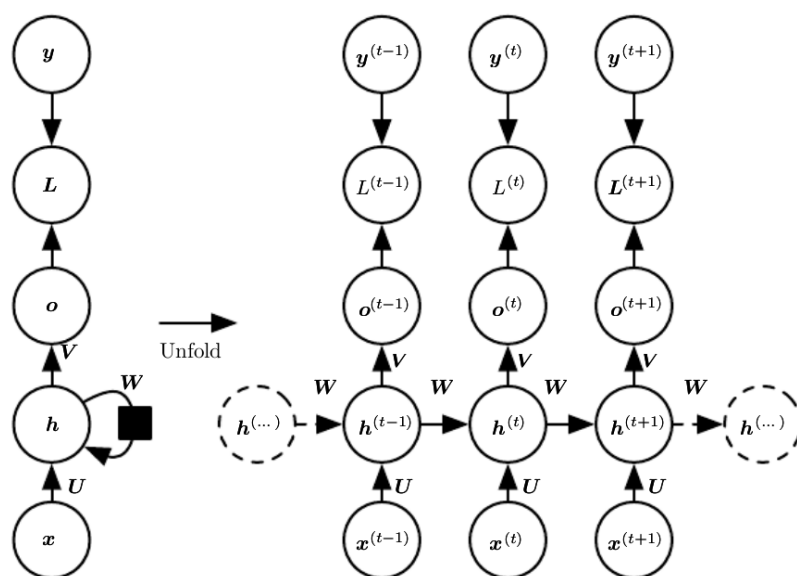 y y^(t−1) y^(t) y^(t+1)
L L^(t−1) L^(t) L^(t+1)
o o^(t−1) o^(t) o^(t+1)
Unfold
V V V V
W W W W W
h h^(...) h^(t−1) h^(t) h^(t+1) h^(...)
U U U U
x x^(t−1) x^(t) x^(t+1)